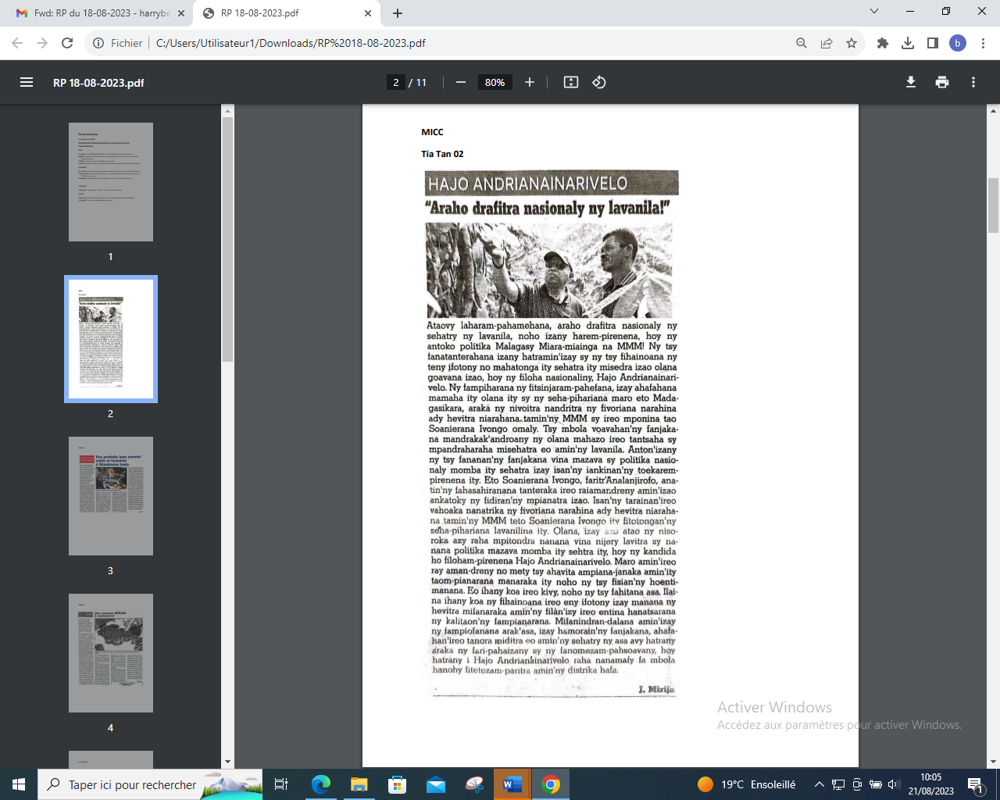 Fwd: RP du 18-08-2023 - harrybe
RP 18-08-2023.pdf
Fichier
C:/Users/Utilisateur1/Downloads/RP%2018-08-2023.pdf
b
RP 18-08-2023.pdf
2 / 11
80%
1
2
3
4
MICC
Tia Tan 02
HAJO ANDRIANAINARIVELO
"Araho drafitra nasionaly ny lavanila!"
Ataovy laharam-pahamehana, araho drafitra nasionaly ny
sehatry ny lavanila, noho izany harem-pirenena, hoy ny
antoko politika Malagasy Miara-miainga na MMM! Ny tsy
fanatanterahana izany hatramin'izay sy ny tsy fihainoana ny
teny ifotony no mahatonga ity sehatra ity misedra izao olana
goavana izao, hoy ny filoha nasionaliny, Hajo Andrianainari-
velo. Ny fampiharana ny fitsinjaram-pahefana, izay ahafahana
mamaha ity olana ity sy ny seha-pihariana maro eto Mada-
gasikara, araka ny nivoitra nandritra ny fivoriana narahina
ady hevitra niarahana tamin'ny MMM sy ireo mponina tao
Soanierana Ivongo omaly. Tsy mbola voavahan'ny fanjaka-
na mandrakak'androany ny olana mahazo ireo tantsaha sy
mpandraharaha misehatra eo amin'ny lavanila. Anton'izany
ny tsy fananan'ny fanjakana vina mazava sy politika nasio-
naly momba ity sehatra izay isan'ny iankinan'ny toekarem-
pirenena ity. Eto Soanierana Ivongo, faritr'Analanjirofo, ana-
tin'ny fahasahiranana tanteraka ireo raiamandreny amin'izao
ankatoky ny fidiran'ny mpianatra izao. Isan'ny tarainan'ireo
vahoaka nanatrika ny fivoriana narahina ady hevitra niaraha-
na tamin'ny MMM teto Soanierana Ivongo ity fitotongan'ny
seha-pihariana lavanilina ity. Olana, izay azo atao ny niso-
roka azy raha mpitondra nanana vina nijery lavitra sy na-
nana politika mazava momba ity sehtra ity, hoy ny kandida
ho filoham-pirenena Hajo Andrianainarivelo. Maro amin'ireo
ray aman-dreny no mety tsy ahavita ampiana-janaka amin'ity
taom-pianarana manaraka ity noho ny tsy fisian'ny hoenti-
manana. Eo ihany koa ireo kivy, noho ny tsy fahitana asa. Ilai-
na ihany koa ny fihainoana ireo eny ifotony izay manana ny
hevitra mifanaraka amin'ny filàn'izy ireo entina hanatsarana
ny kalitaon'ny fampianarana. Mifanindran-dalana amin'izay
ny fampiofanana arak'asa, izay hamorain'ny fanjakana, ahafa-
han'ireo tanora miditra eo amin'ny sehatry ny asa avy hatrany
araka ny fari-pahaizany sy ny fanomezam-pahsoavany, hoy
hatrany i Hajo Andrianainarivelo raha nanamafy fa mbola
hanohy fitetezam-paritra amin'ny distrika hafa.
J. Mirija
Activer Windows
Accédez aux paramètres pour activer Windows.
Taper ici pour rechercher
19°C Ensoleillé
10:05
21/08/2023
1